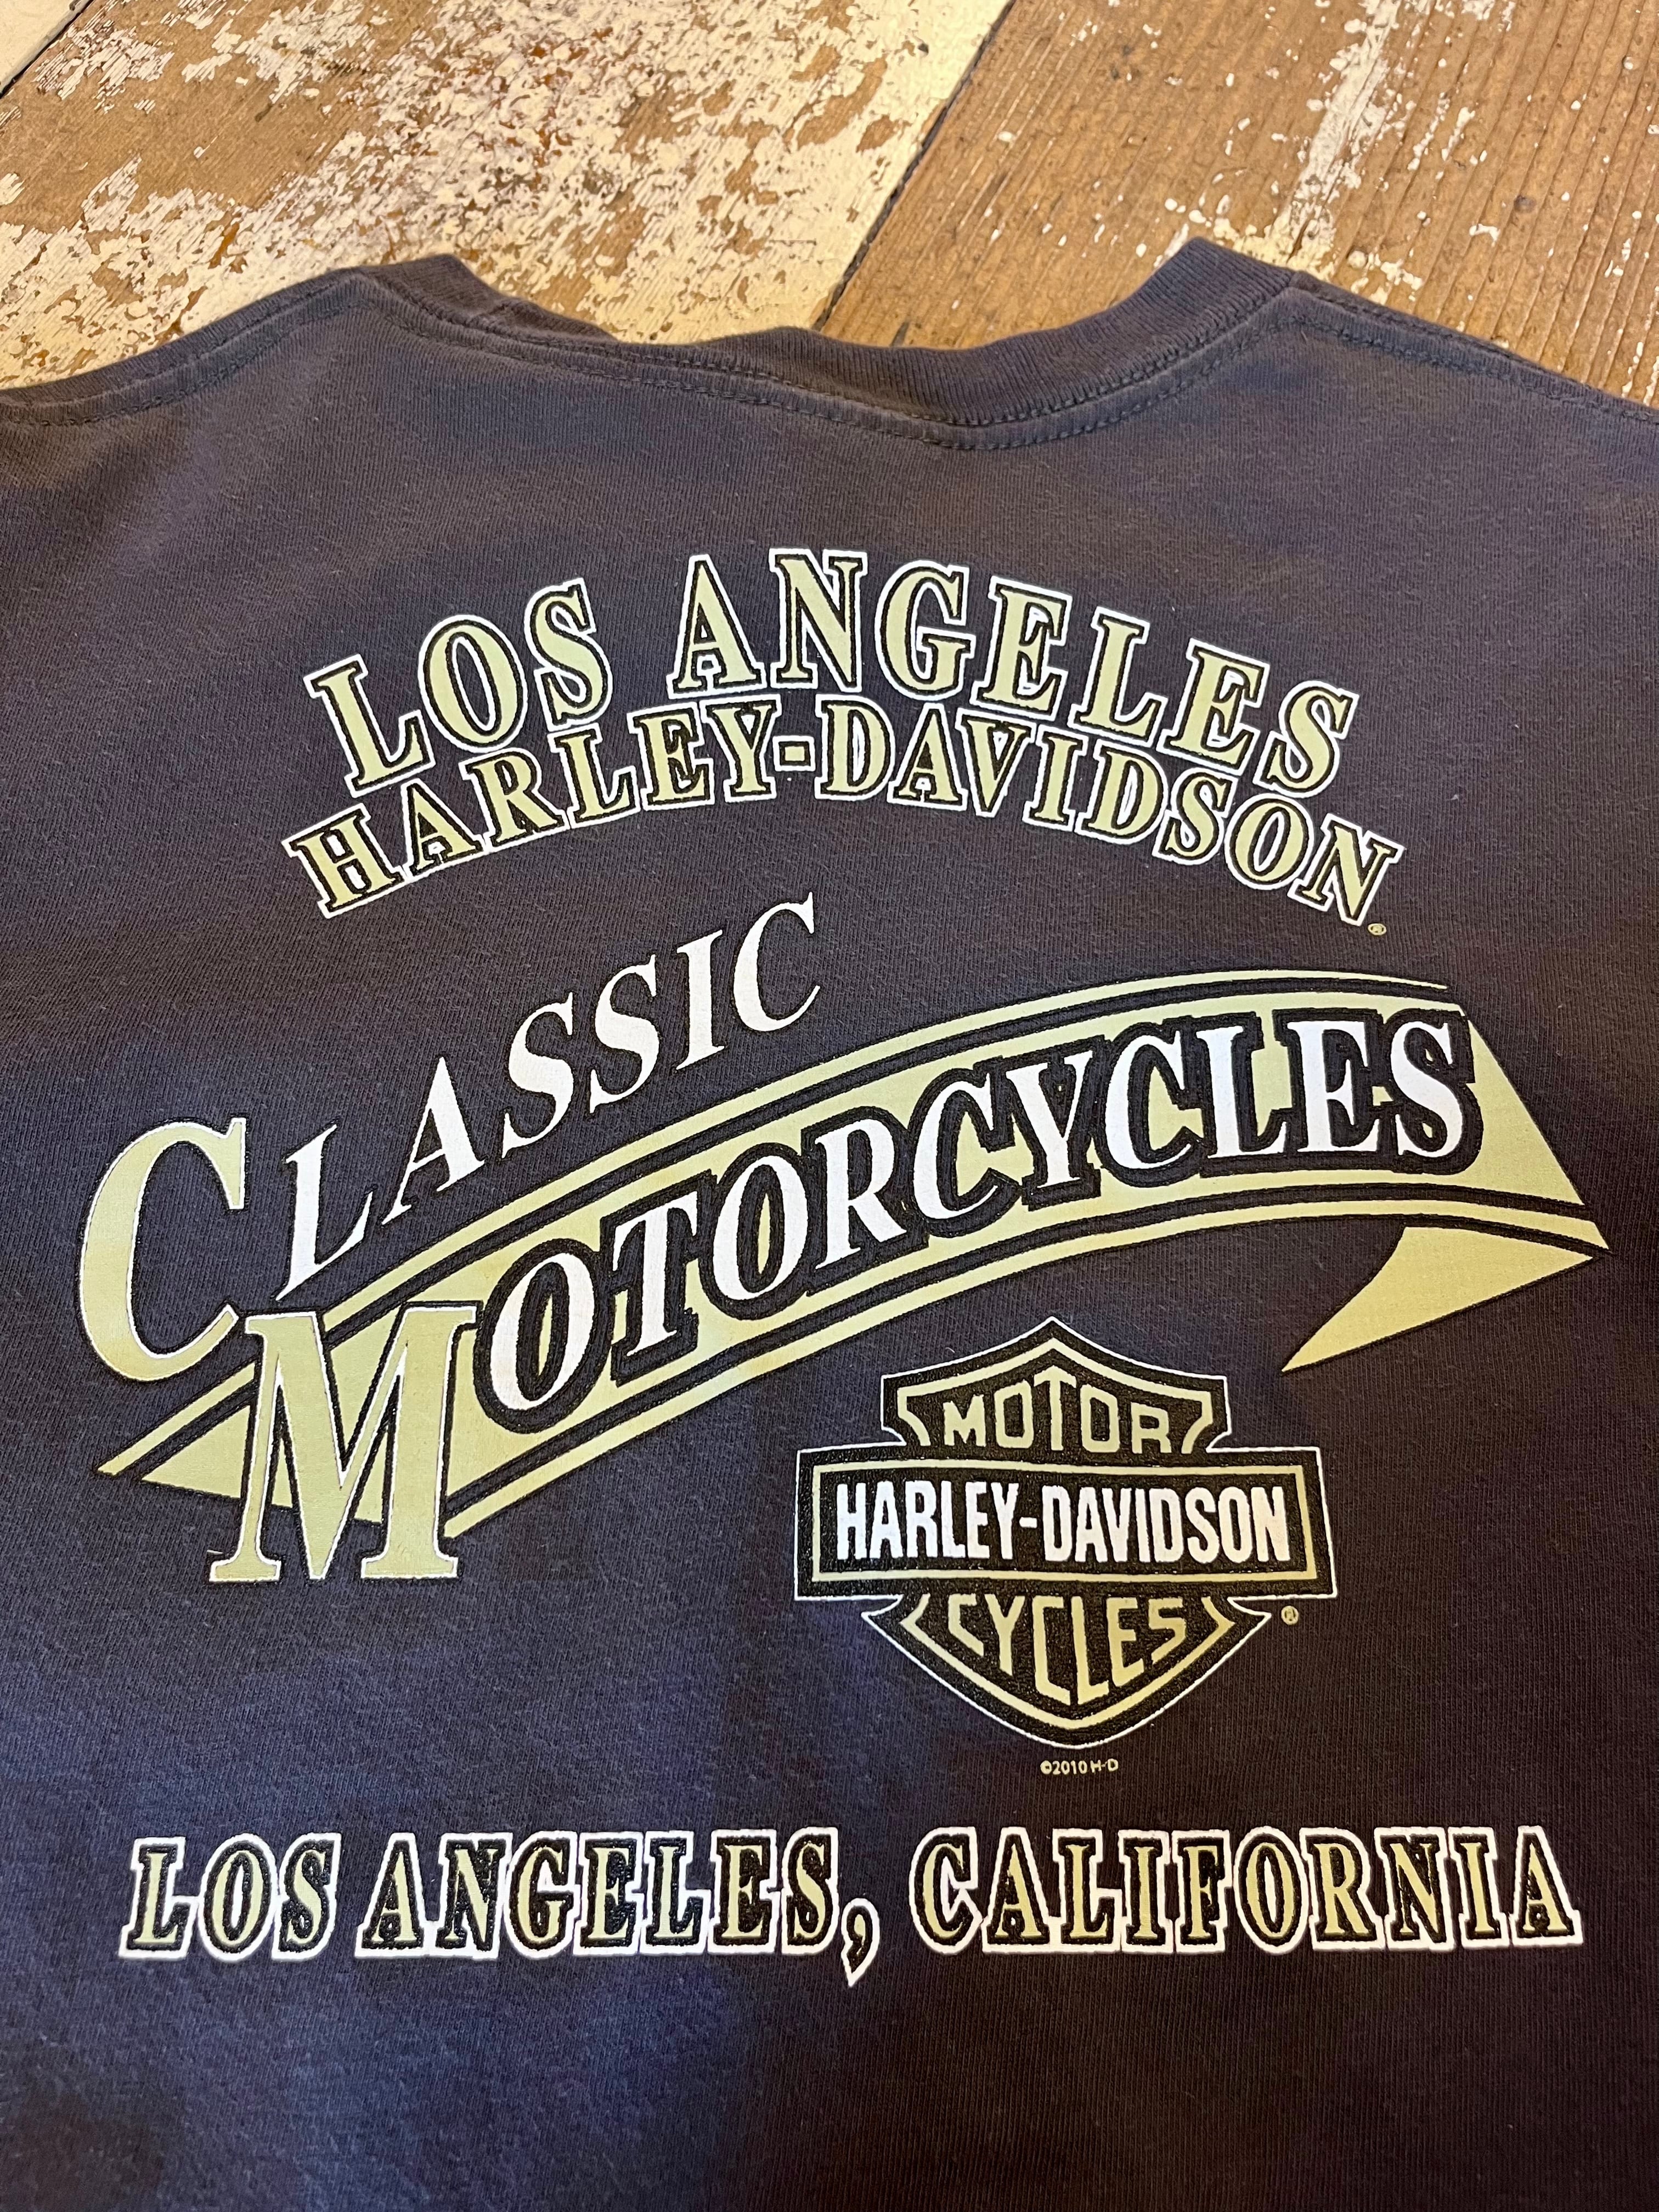 LOS ANGELES
HARLEY-DAVIDSON®
CLASSIC
MOTORCYCLES
MOTOR
HARLEY-DAVIDSON
CYCLES ®
©2010 H-D
LOS ANGELES, CALIFORNIA